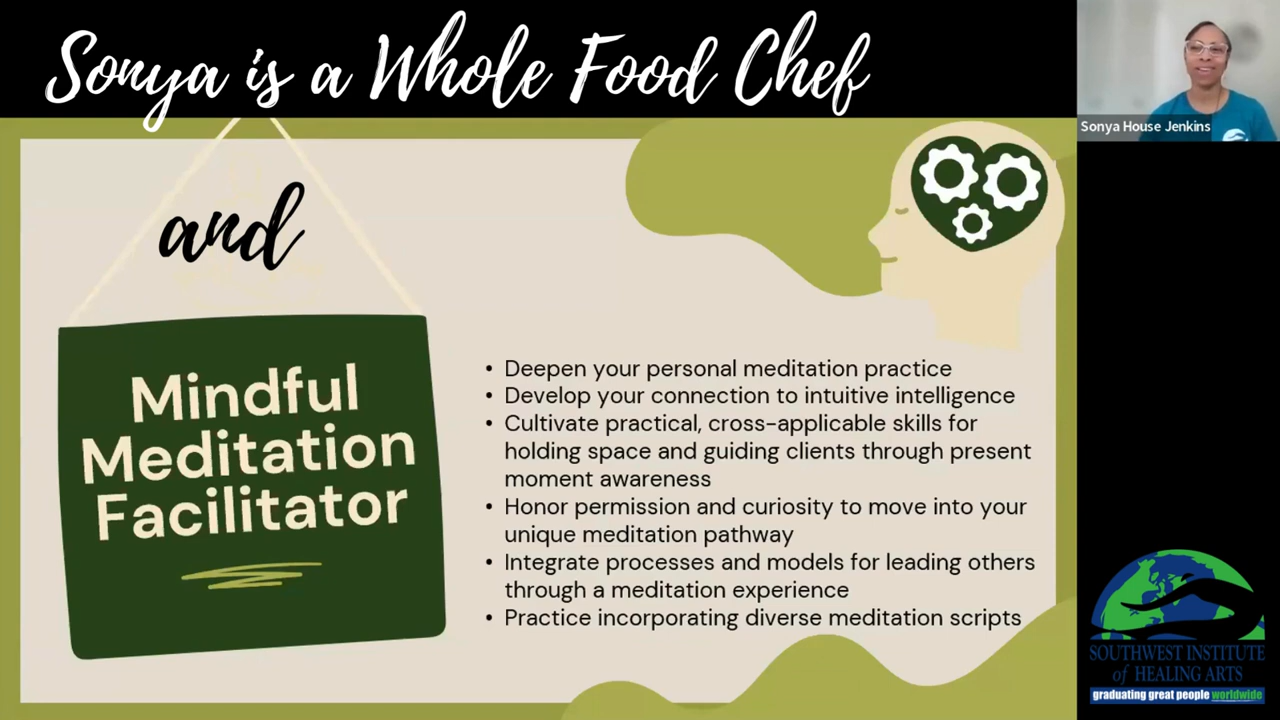 Sonya is a Whole Food Chef
Sonya House Jenkins
and
Mindful
Meditation
Facilitator
• Deepen your personal meditation practice
• Develop your connection to intuitive intelligence
• Cultivate practical, cross-applicable skills for
holding space and guiding clients through present
moment awareness
• Honor permission and curiosity to move into your
unique meditation pathway
• Integrate processes and models for leading others
through a meditation experience
• Practice incorporating diverse meditation scripts
SOUTHWEST INSTITUTE
of HEALING ARTS
graduating great people worldwide